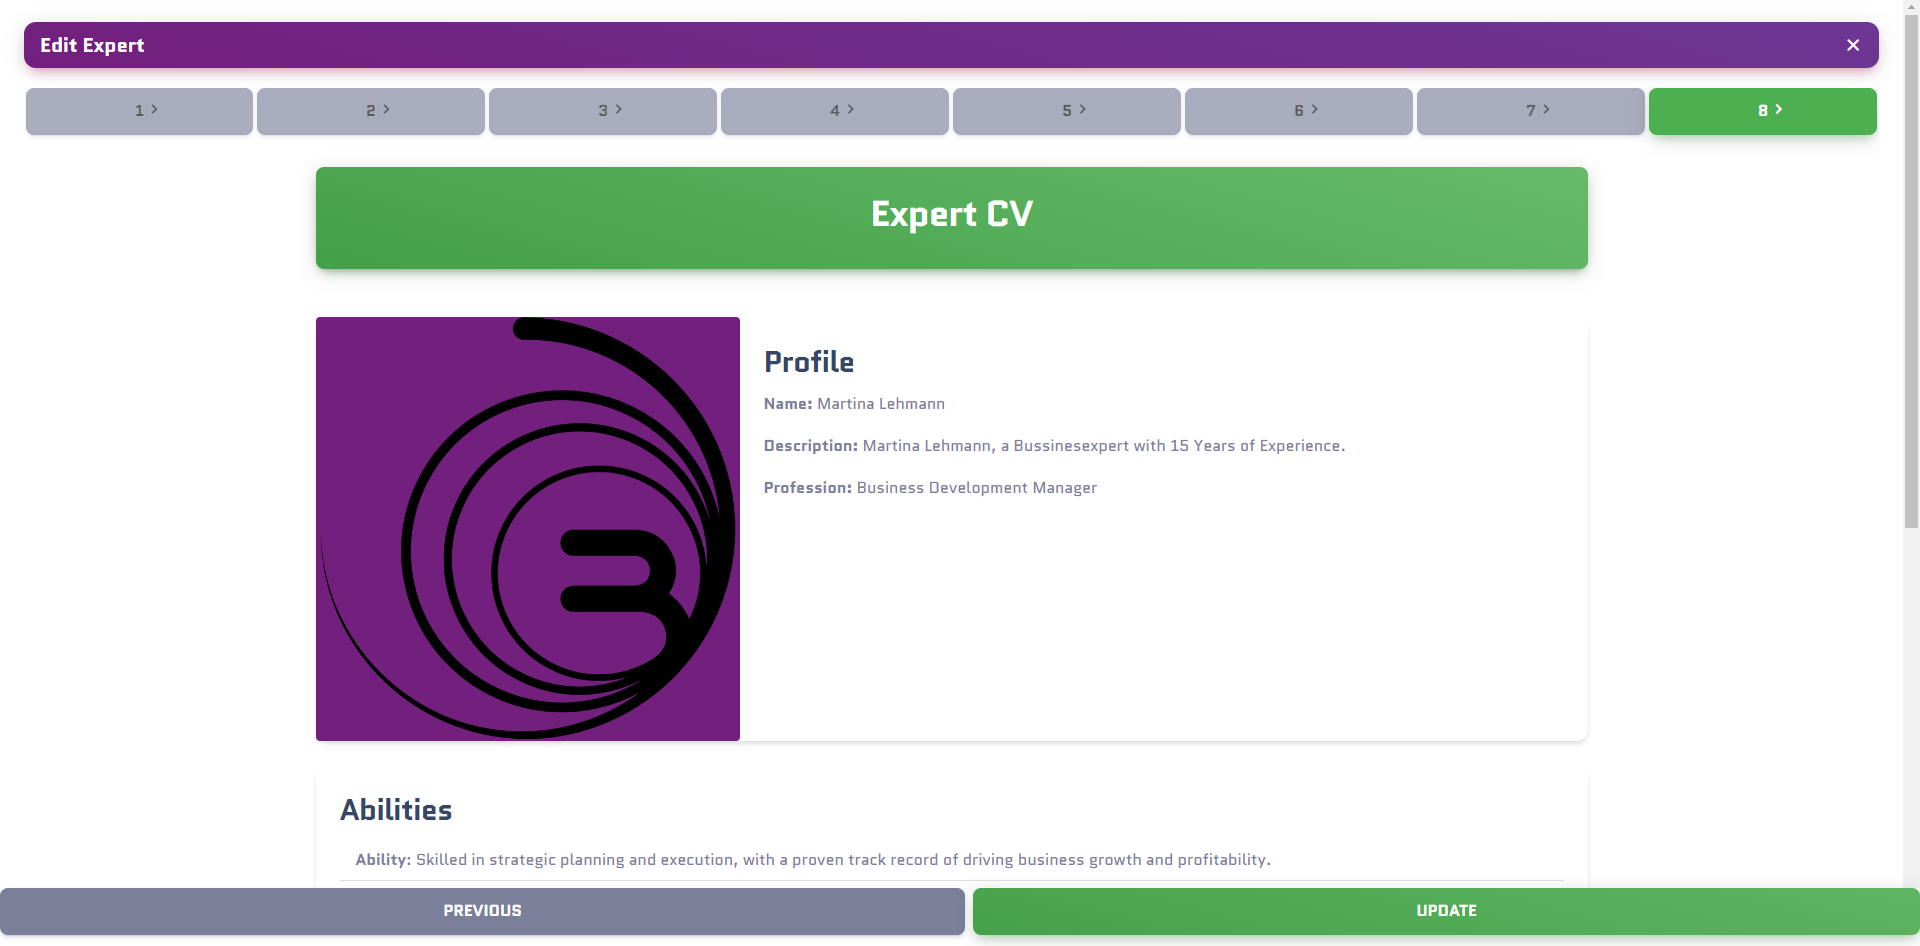 Edit Expert ×
1 > 2 > 3 > 4 > 5 > 6 > 7 > 8 >
Expert CV
Profile
Name: Martina Lehmann
Description: Martina Lehmann, a Bussinesexpert with 15 Years of Experience.
Profession: Business Development Manager
Abilities
Ability: Skilled in strategic planning and execution, with a proven track record of driving business growth and profitability.
PREVIOUS UPDATE